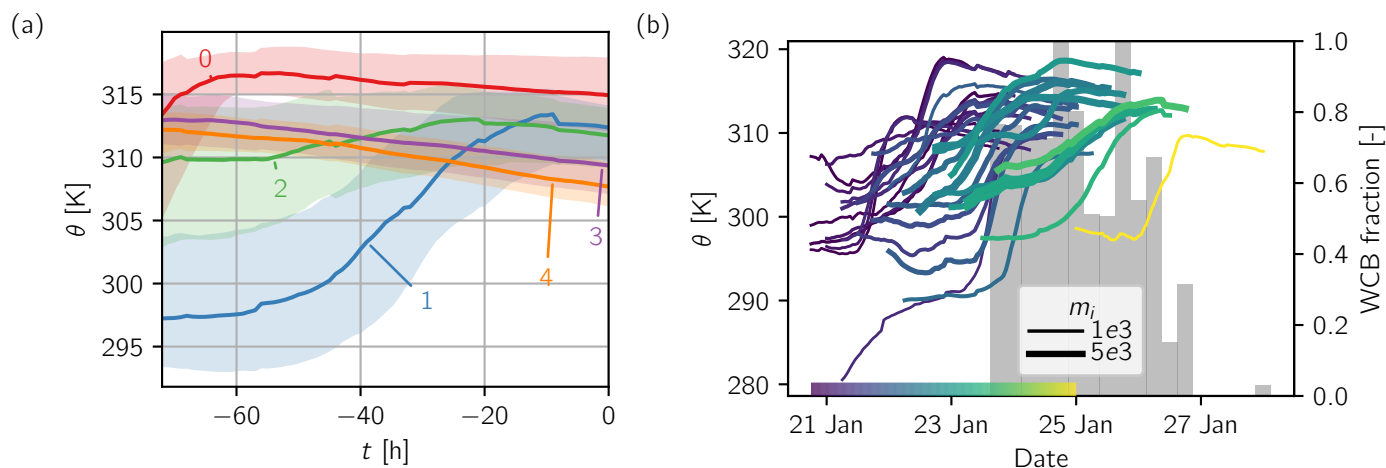 (a)
θ [K]
315
310
305
300
295
0
2
1
3
4
−60
−40
−20
0
t [h]
(b)
θ [K]
320
310
300
290
280
m_i
1e3
5e3
1.0
0.8
0.6
0.4
0.2
0.0
WCB fraction [-]
21 Jan
23 Jan
25 Jan
27 Jan
Date